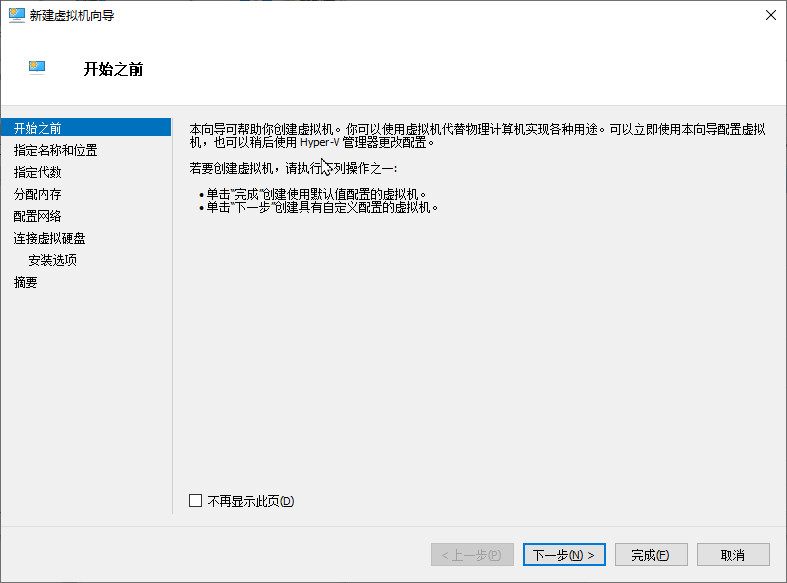 新建虚拟机向导
开始之前
开始之前
指定名称和位置
指定代数
分配内存
配置网络
连接虚拟硬盘
安装选项
摘要
本向导可帮助你创建虚拟机。你可以使用虚拟机代替物理计算机实现各种用途。可以立即使用本向导配置虚拟
机，也可以稍后使用 Hyper-V 管理器更改配置。
若要创建虚拟机，请执行下列操作之一:
•单击"完成"创建使用默认值配置的虚拟机。
•单击"下一步"创建具有自定义配置的虚拟机。
不再显示此页(D)
< 上一步(P) 下一步(N) > 完成(F) 取消